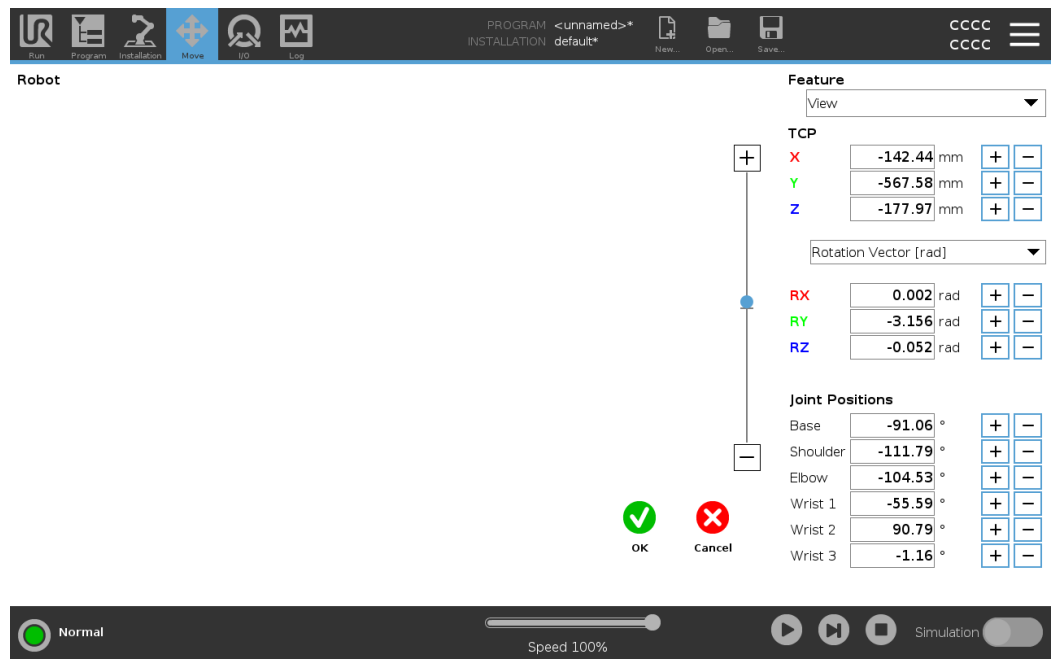 PROGRAM <unnamed>*
INSTALLATION default*
Run Program Installation Move I/O Log
New... Open... Save...
CCCC
CCCC
Robot
Feature
View
TCP
X -142.44 mm + −
Y -567.58 mm + −
Z -177.97 mm + −
Rotation Vector [rad]
RX 0.002 rad + −
RY -3.156 rad + −
RZ -0.052 rad + −
Joint Positions
Base -91.06 ° + −
Shoulder -111.79 ° + −
Elbow -104.53 ° + −
Wrist 1 -55.59 ° + −
Wrist 2 90.79 ° + −
Wrist 3 -1.16 ° + −
OK Cancel
Normal
Speed 100%
Simulation